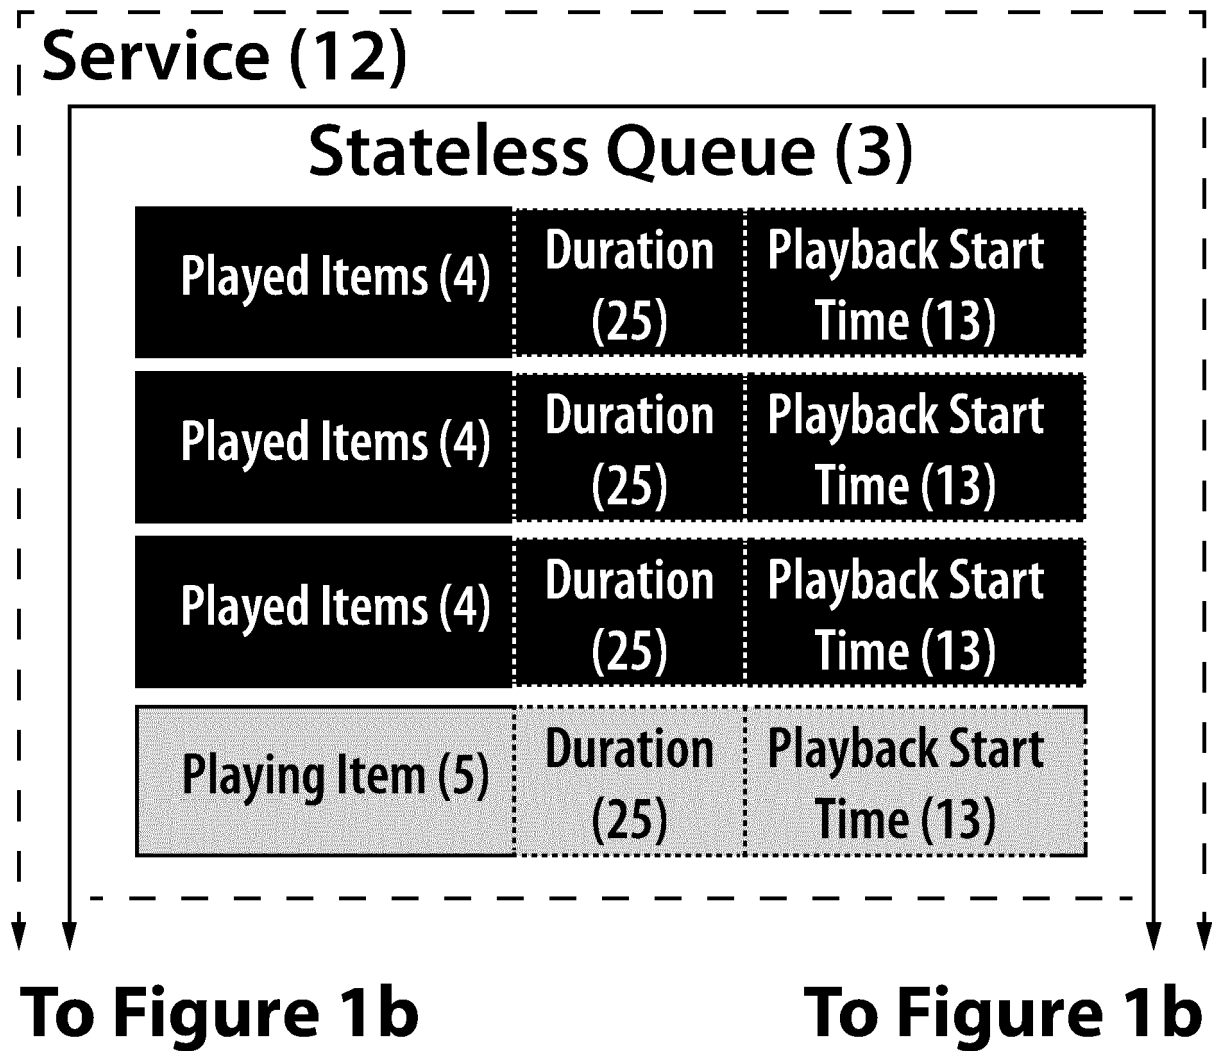 Service (12)
Stateless Queue (3)
Played Items (4) Duration (25) Playback Start Time (13)
Played Items (4) Duration (25) Playback Start Time (13)
Played Items (4) Duration (25) Playback Start Time (13)
Playing Item (5) Duration (25) Playback Start Time (13)
To Figure 1b To Figure 1b